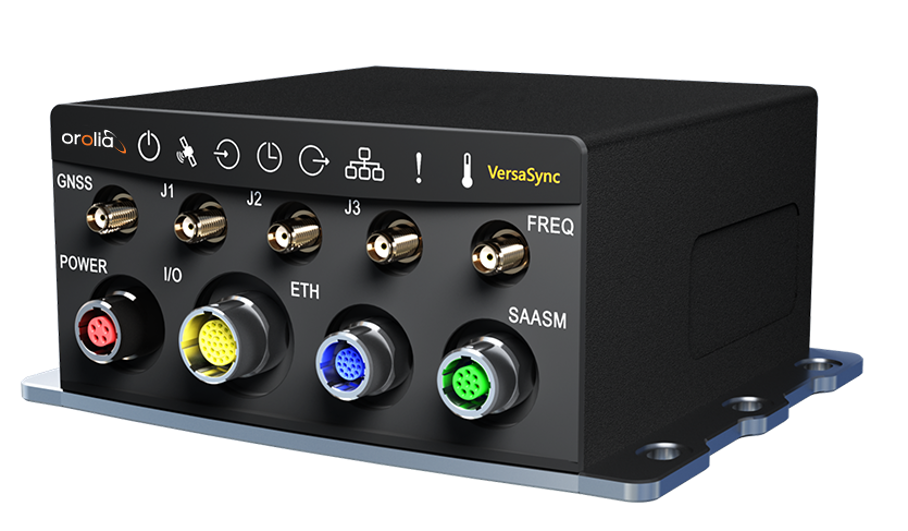 orolia
VersaSync
GNSS
J1
J2
J3
FREQ
POWER
I/O
ETH
SAASM